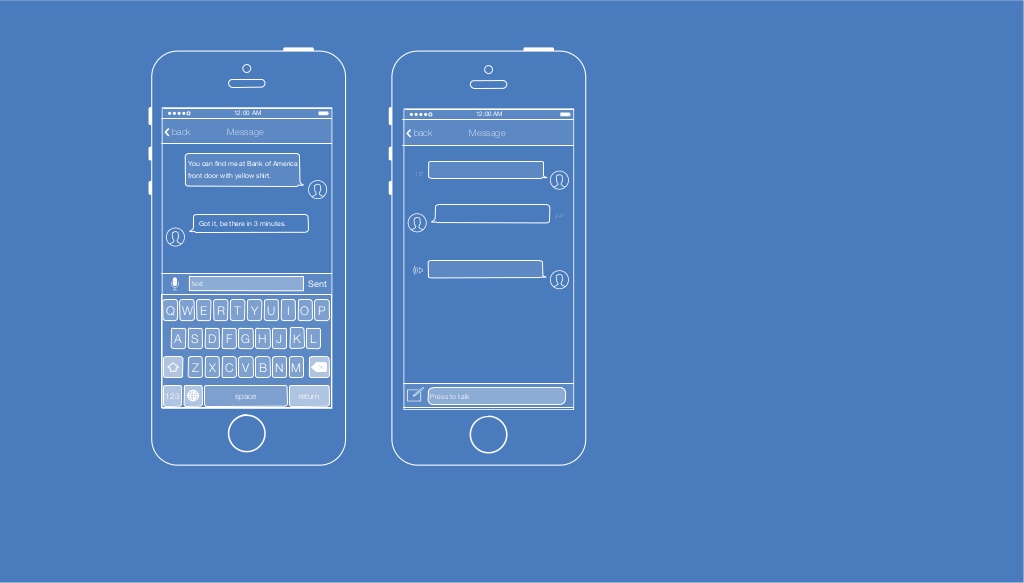 12:00 AM
back
Message
You can find me at Bank of America
front door with yellow shirt.
Got it, be there in 3 minutes.
text
Sent
Q W E R T Y U I O P
A S D F G H J K L
Z X C V B N M
123
space
return
12:00 AM
back
Message
Press to talk